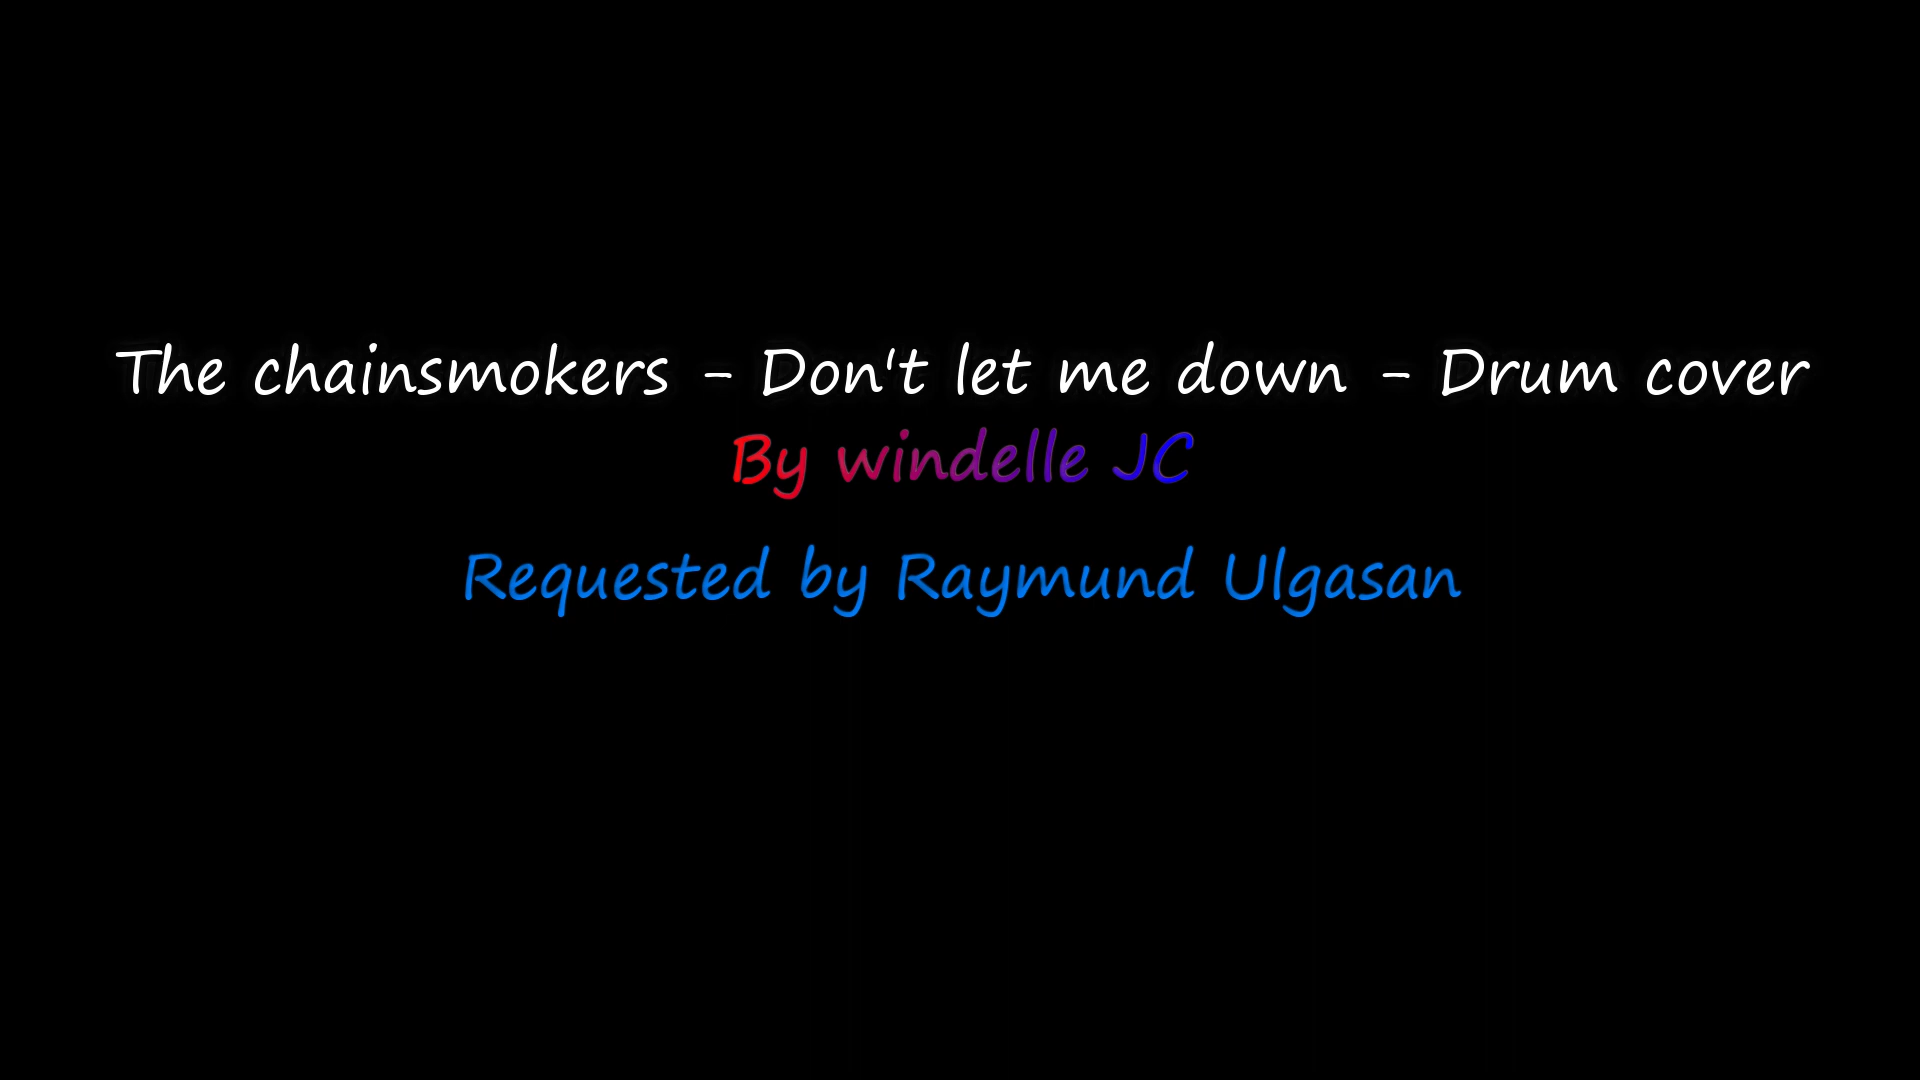 The chainsmokers - Don't let me down - Drum cover
By windelle JC
Requested by Raymund Ulgasan